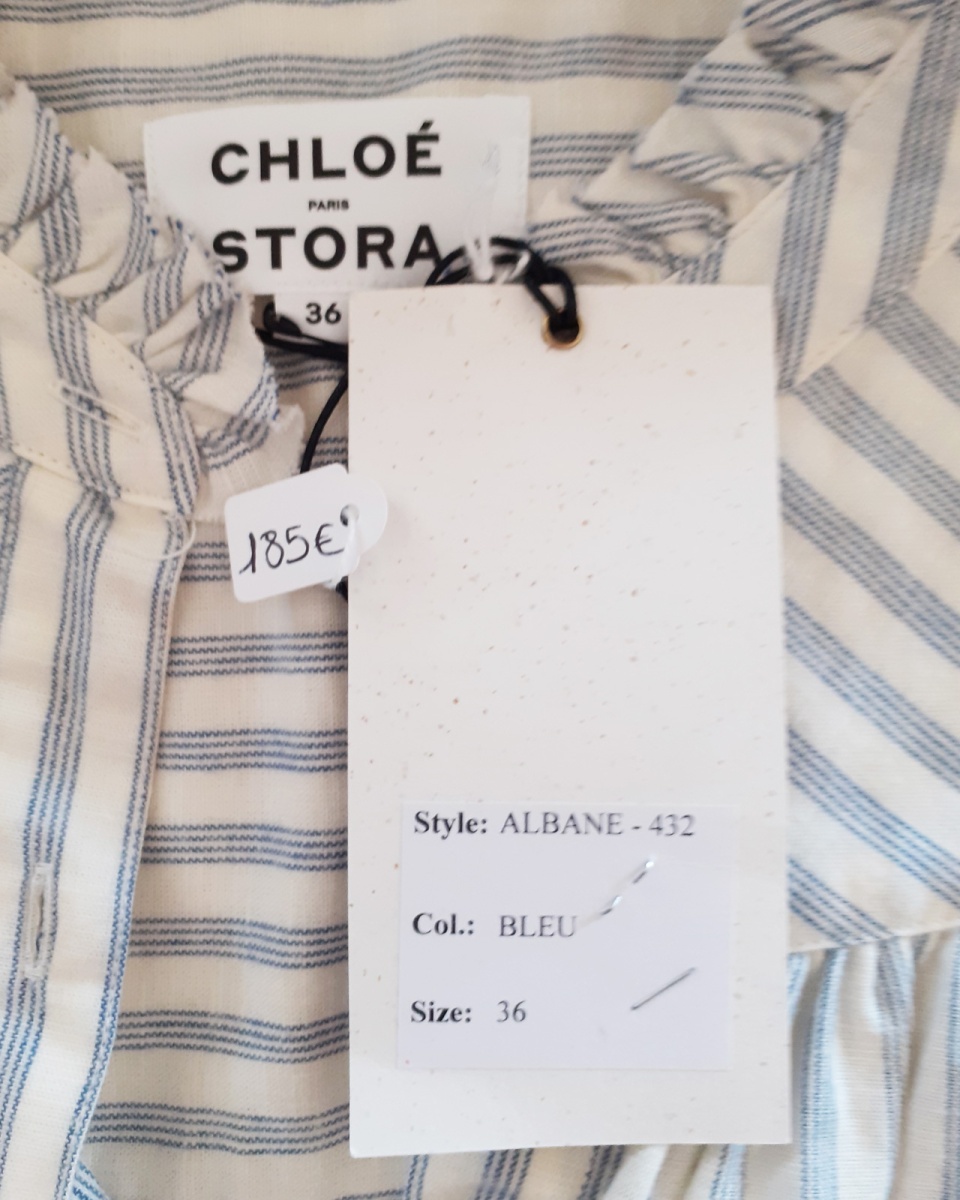 CHLOÉ
PARIS
STORA
36
185€
Style: ALBANE - 432
Col.: BLEU
Size: 36